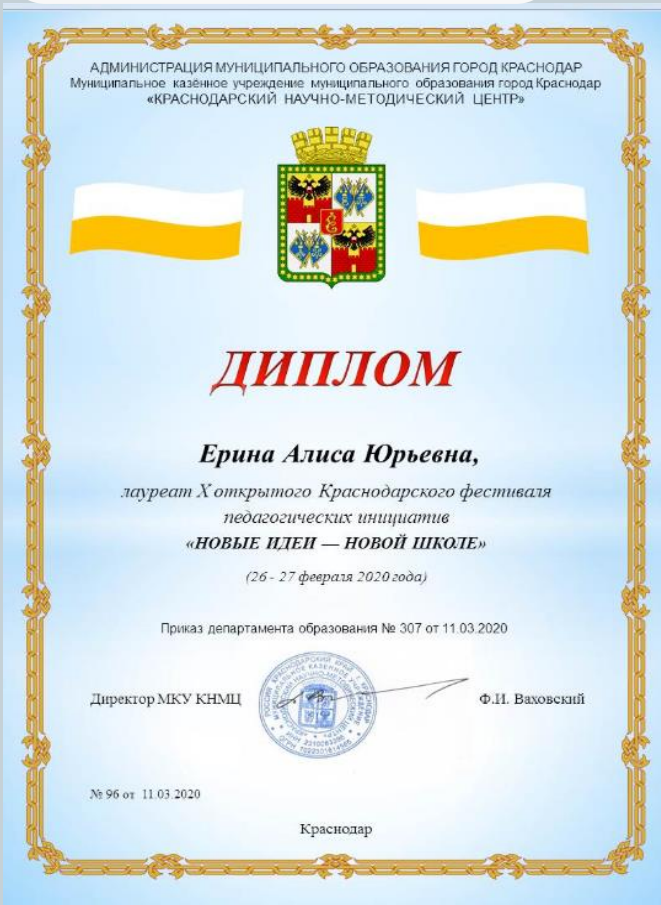 АДМИНИСТРАЦИЯ МУНИЦИПАЛЬНОГО ОБРАЗОВАНИЯ ГОРОД КРАСНОДАР
Муниципальное казённое учреждение муниципального образования город Краснодар
«КРАСНОДАРСКИЙ НАУЧНО-МЕТОДИЧЕСКИЙ ЦЕНТР»
ДИПЛОМ
Ерина Алиса Юрьевна,
лауреат X открытого Краснодарского фестиваля
педагогических инициатив
«НОВЫЕ ИДЕИ — НОВОЙ ШКОЛЕ»
(26 - 27 февраля 2020 года)
Приказ департамента образования № 307 от 11.03.2020
Директор МКУ КНМЦ
Ф.И. Ваховский
№ 96 от 11.03.2020
Краснодар